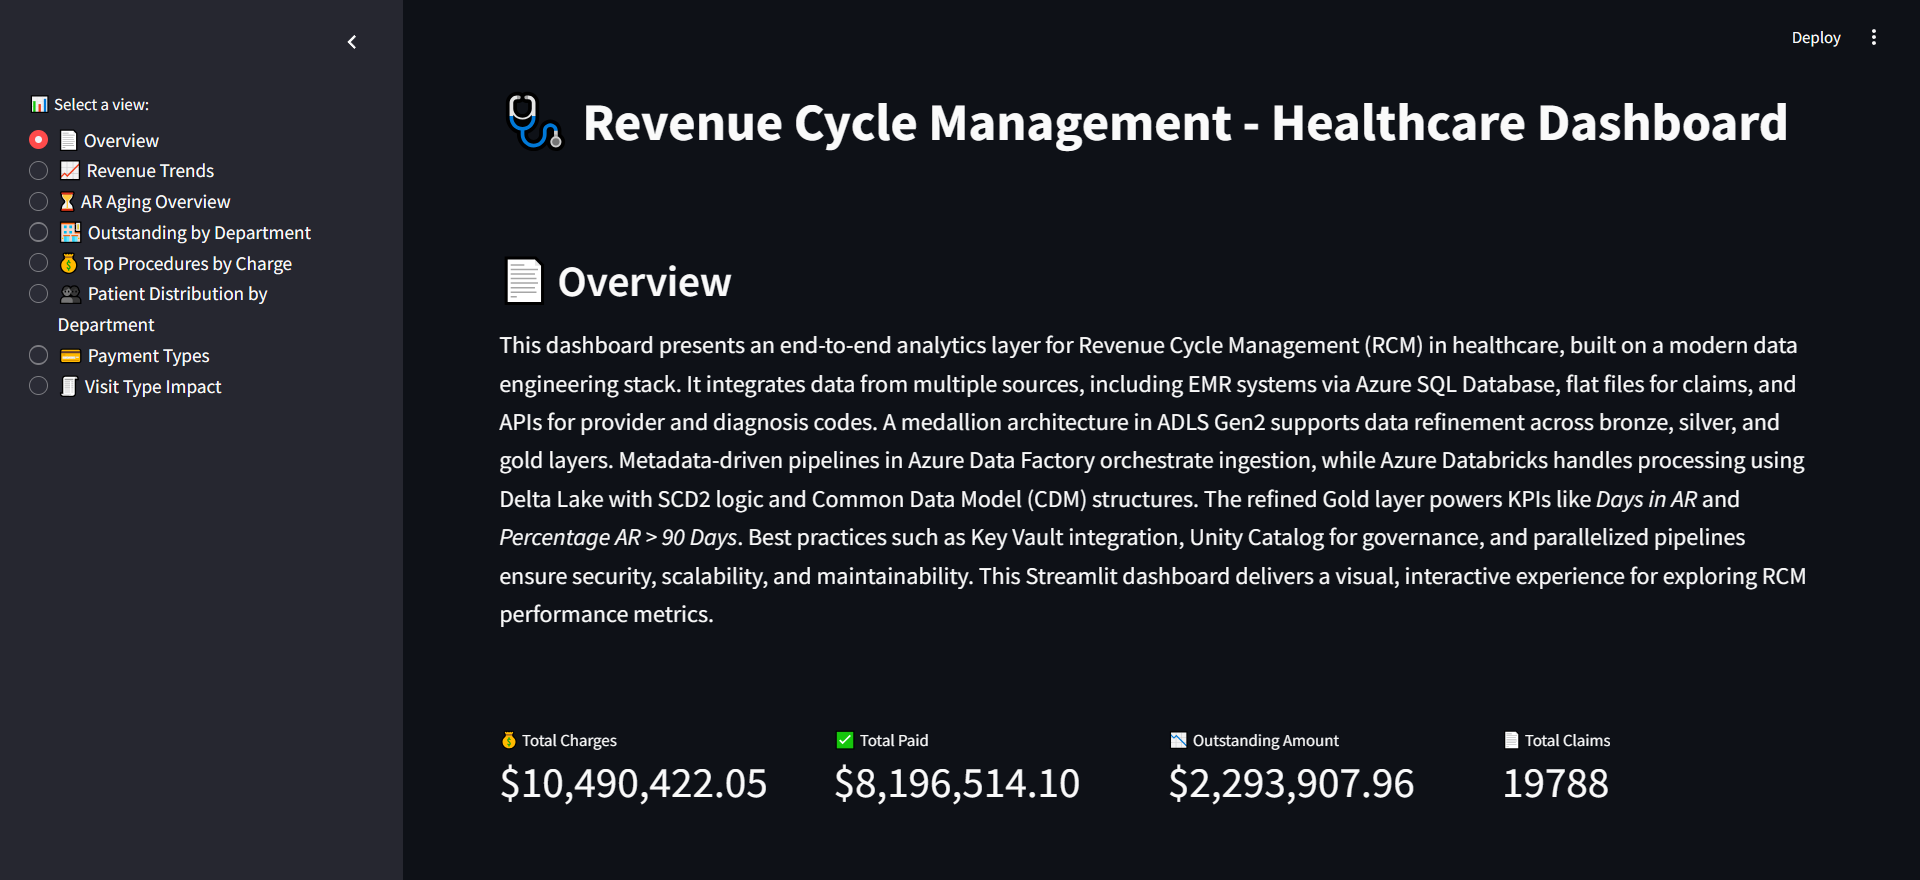 Deploy
Select a view:
Overview
Revenue Trends
AR Aging Overview
Outstanding by Department
Top Procedures by Charge
Patient Distribution by
Department
Payment Types
Visit Type Impact
Revenue Cycle Management - Healthcare Dashboard
Overview
This dashboard presents an end-to-end analytics layer for Revenue Cycle Management (RCM) in healthcare, built on a modern data
engineering stack. It integrates data from multiple sources, including EMR systems via Azure SQL Database, flat files for claims, and
APIs for provider and diagnosis codes. A medallion architecture in ADLS Gen2 supports data refinement across bronze, silver, and
gold layers. Metadata-driven pipelines in Azure Data Factory orchestrate ingestion, while Azure Databricks handles processing using
Delta Lake with SCD2 logic and Common Data Model (CDM) structures. The refined Gold layer powers KPIs like Days in AR and
Percentage AR > 90 Days. Best practices such as Key Vault integration, Unity Catalog for governance, and parallelized pipelines
ensure security, scalability, and maintainability. This Streamlit dashboard delivers a visual, interactive experience for exploring RCM
performance metrics.
Total Charges
$10,490,422.05
Total Paid
$8,196,514.10
Outstanding Amount
$2,293,907.96
Total Claims
19788